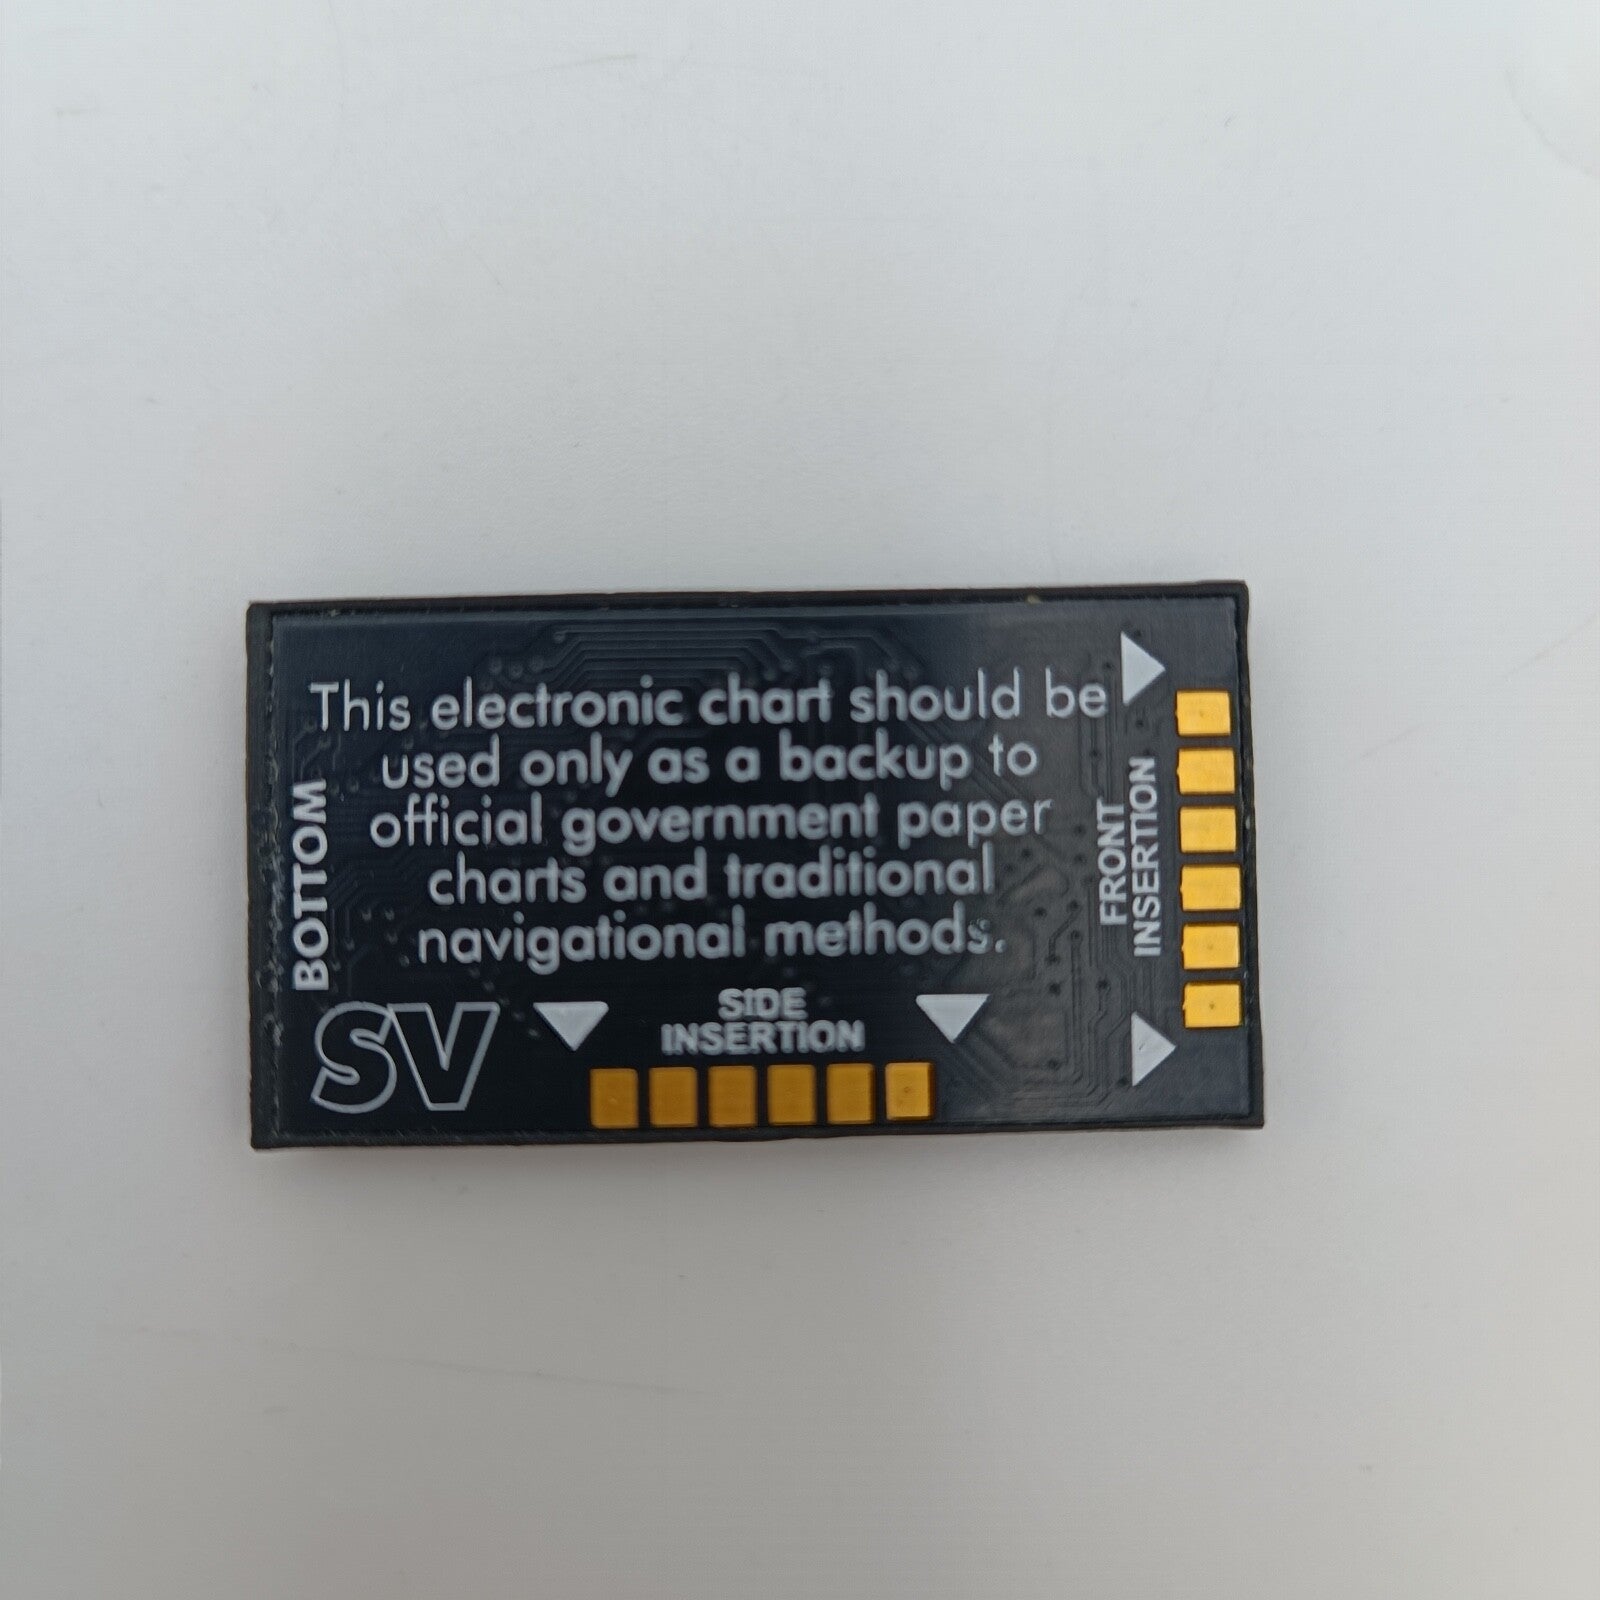 This electronic chart should be
used only as a backup to
official government paper
charts and traditional
navigational methods.
BOTTOM
SV
SIDE
INSERTION
FRONT
INSERTION